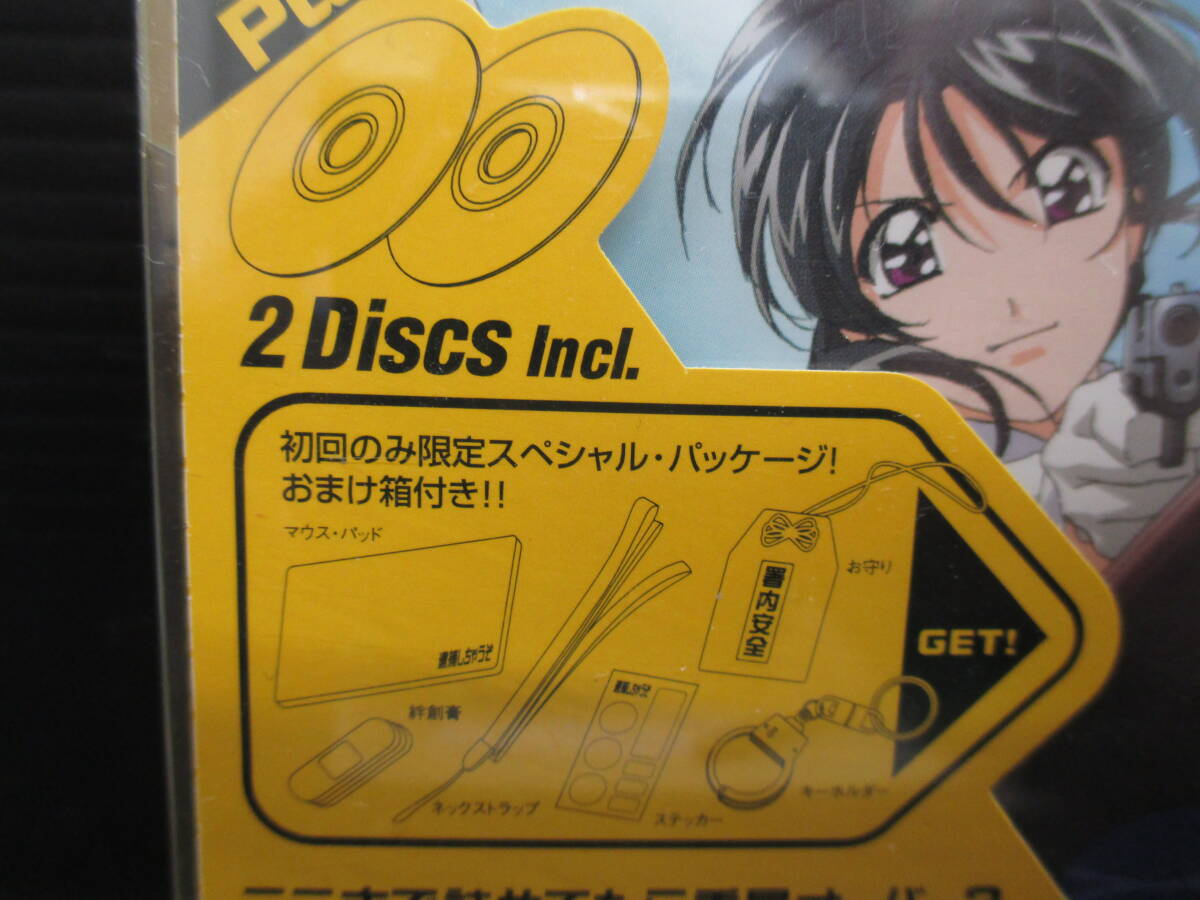 2 Discs Incl.
初回のみ限定スペシャル・パッケージ!
おまけ箱付き!!
マウス・パッド
逮捕しちゃうぞ
お守り
署内安全
GET!
絆創膏
ネックストラップ
ステッカー
キーホルダー